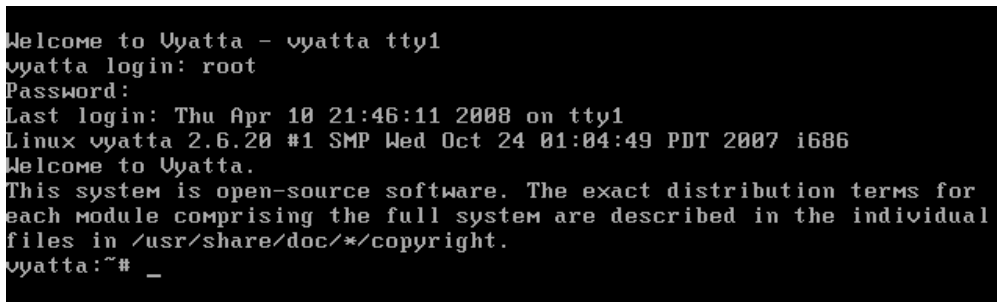 Welcome to Vyatta - vyatta tty1
vyatta login: root
Password:
Last login: Thu Apr 10 21:46:11 2008 on tty1
Linux vyatta 2.6.20 #1 SMP Wed Oct 24 01:04:49 PDT 2007 i686
Welcome to Vyatta.
This system is open-source software. The exact distribution terms for
each module comprising the full system are described in the individual
files in /usr/share/doc/*/copyright.
vyatta:~# _